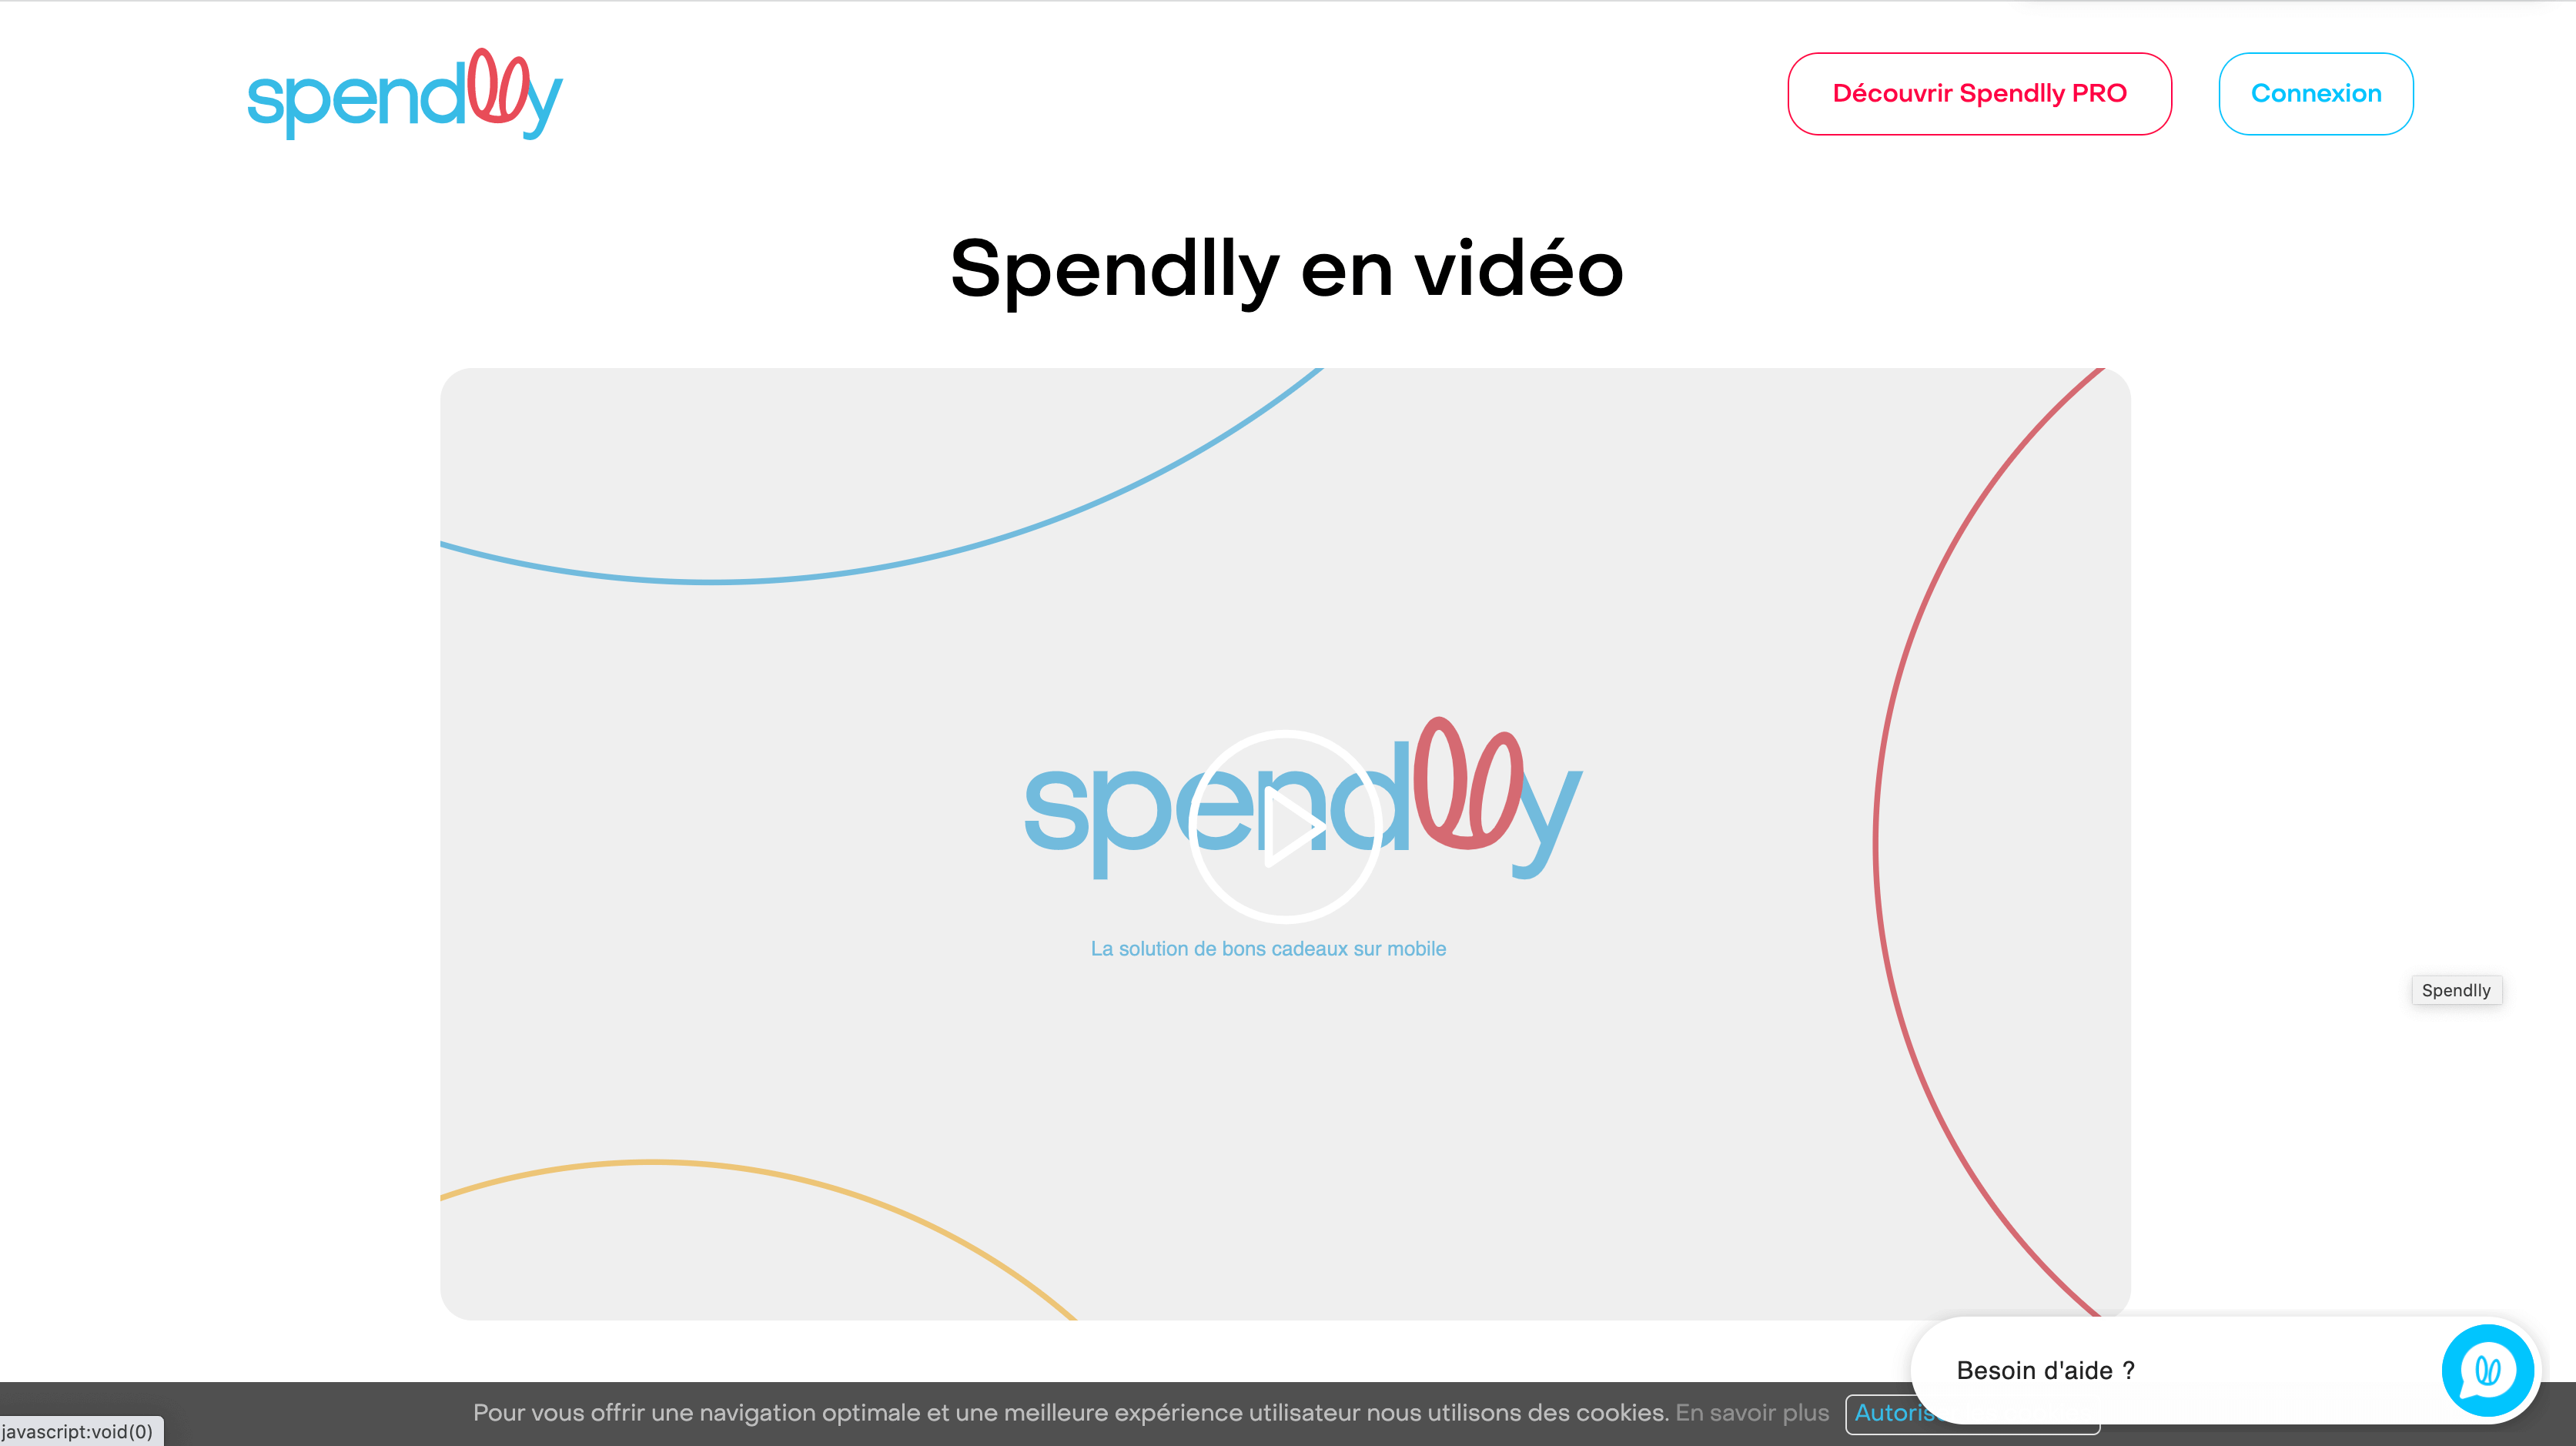 spendlly
Découvrir Spendlly PRO
Connexion
Spendlly en vidéo
spendlly
La solution de bons cadeaux sur mobile
Spendlly
Besoin d'aide ?
Pour vous offrir une navigation optimale et une meilleure expérience utilisateur nous utilisons des cookies. En savoir plus
javascript:void(0)